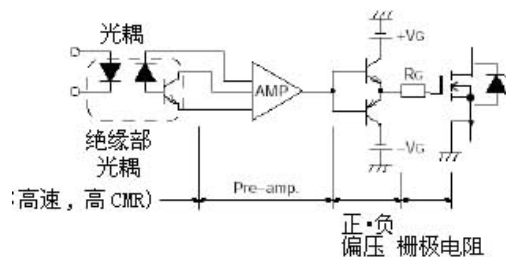 光耦
+VG
AMP
RG
绝缘部
光耦
-VG
:高速，高CMR)
Pre-amp.
正·负
偏压 栅极电阻